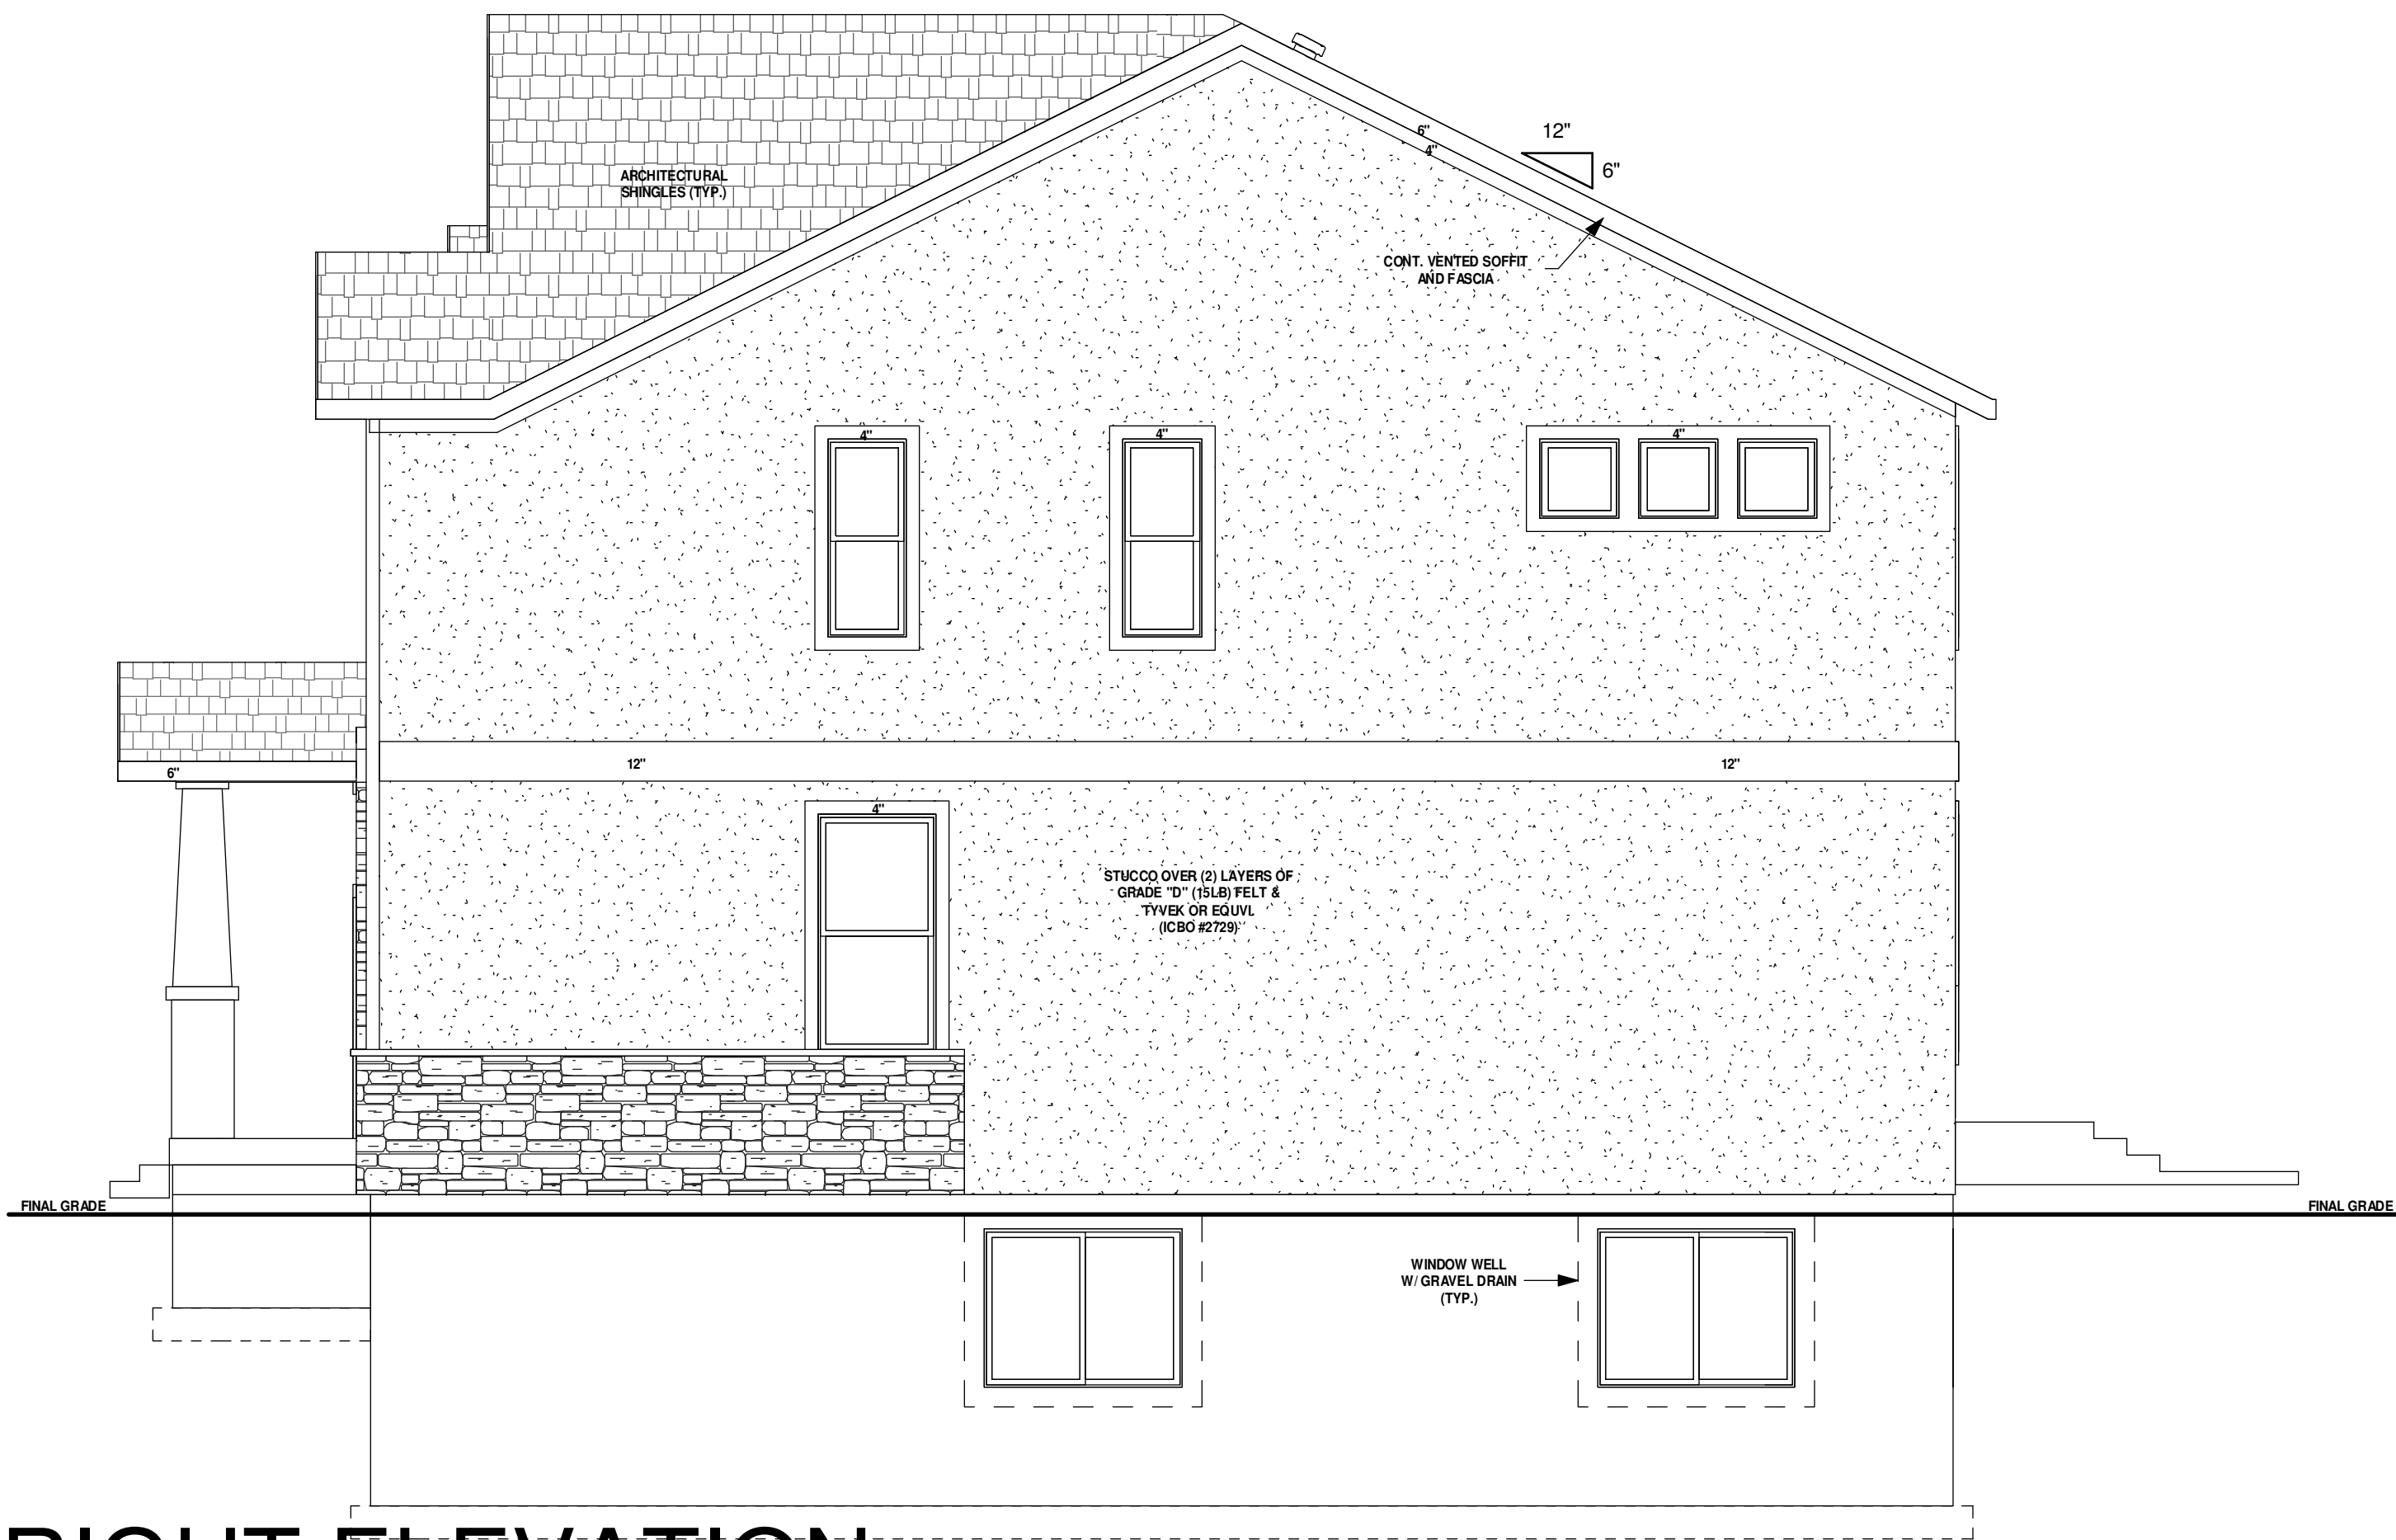 12"
6"
4"
6"
ARCHITECTURAL
SHINGLES (TYP.)
CONT. VENTED SOFFIT
AND FASCIA
4"
4"
4"
12"
12"
6"
4"
STUCCO OVER (2) LAYERS OF
GRADE "D" (15LB) FELT &
TYVEK OR EQUVL
(ICBO #2729)
FINAL GRADE
FINAL GRADE
WINDOW WELL
W/ GRAVEL DRAIN
(TYP.)
RIGHT ELEVATION